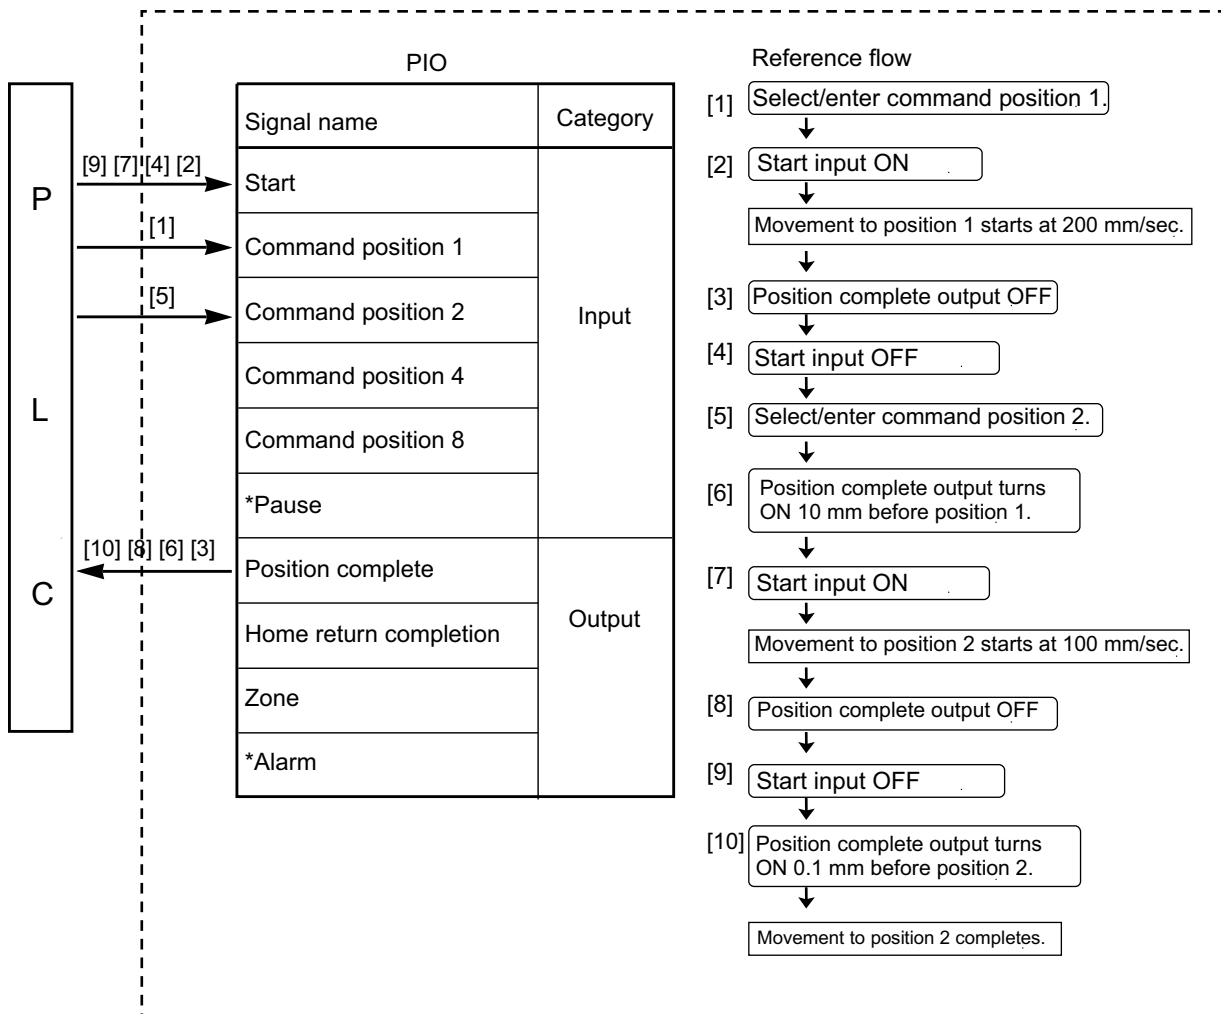 PIO
Signal name
Category
Start
Command position 1
Command position 2
Command position 4
Command position 8
*Pause
Input
Position complete
Home return completion
Zone
*Alarm
Output
P
L
C
[9] [7] [4] [2]
[1]
[5]
[10] [8] [6] [3]
Reference flow
[1] Select/enter command position 1.
[2] Start input ON
Movement to position 1 starts at 200 mm/sec.
[3] Position complete output OFF
[4] Start input OFF
[5] Select/enter command position 2.
[6] Position complete output turns
ON 10 mm before position 1.
[7] Start input ON
Movement to position 2 starts at 100 mm/sec.
[8] Position complete output OFF
[9] Start input OFF
[10] Position complete output turns
ON 0.1 mm before position 2.
Movement to position 2 completes.